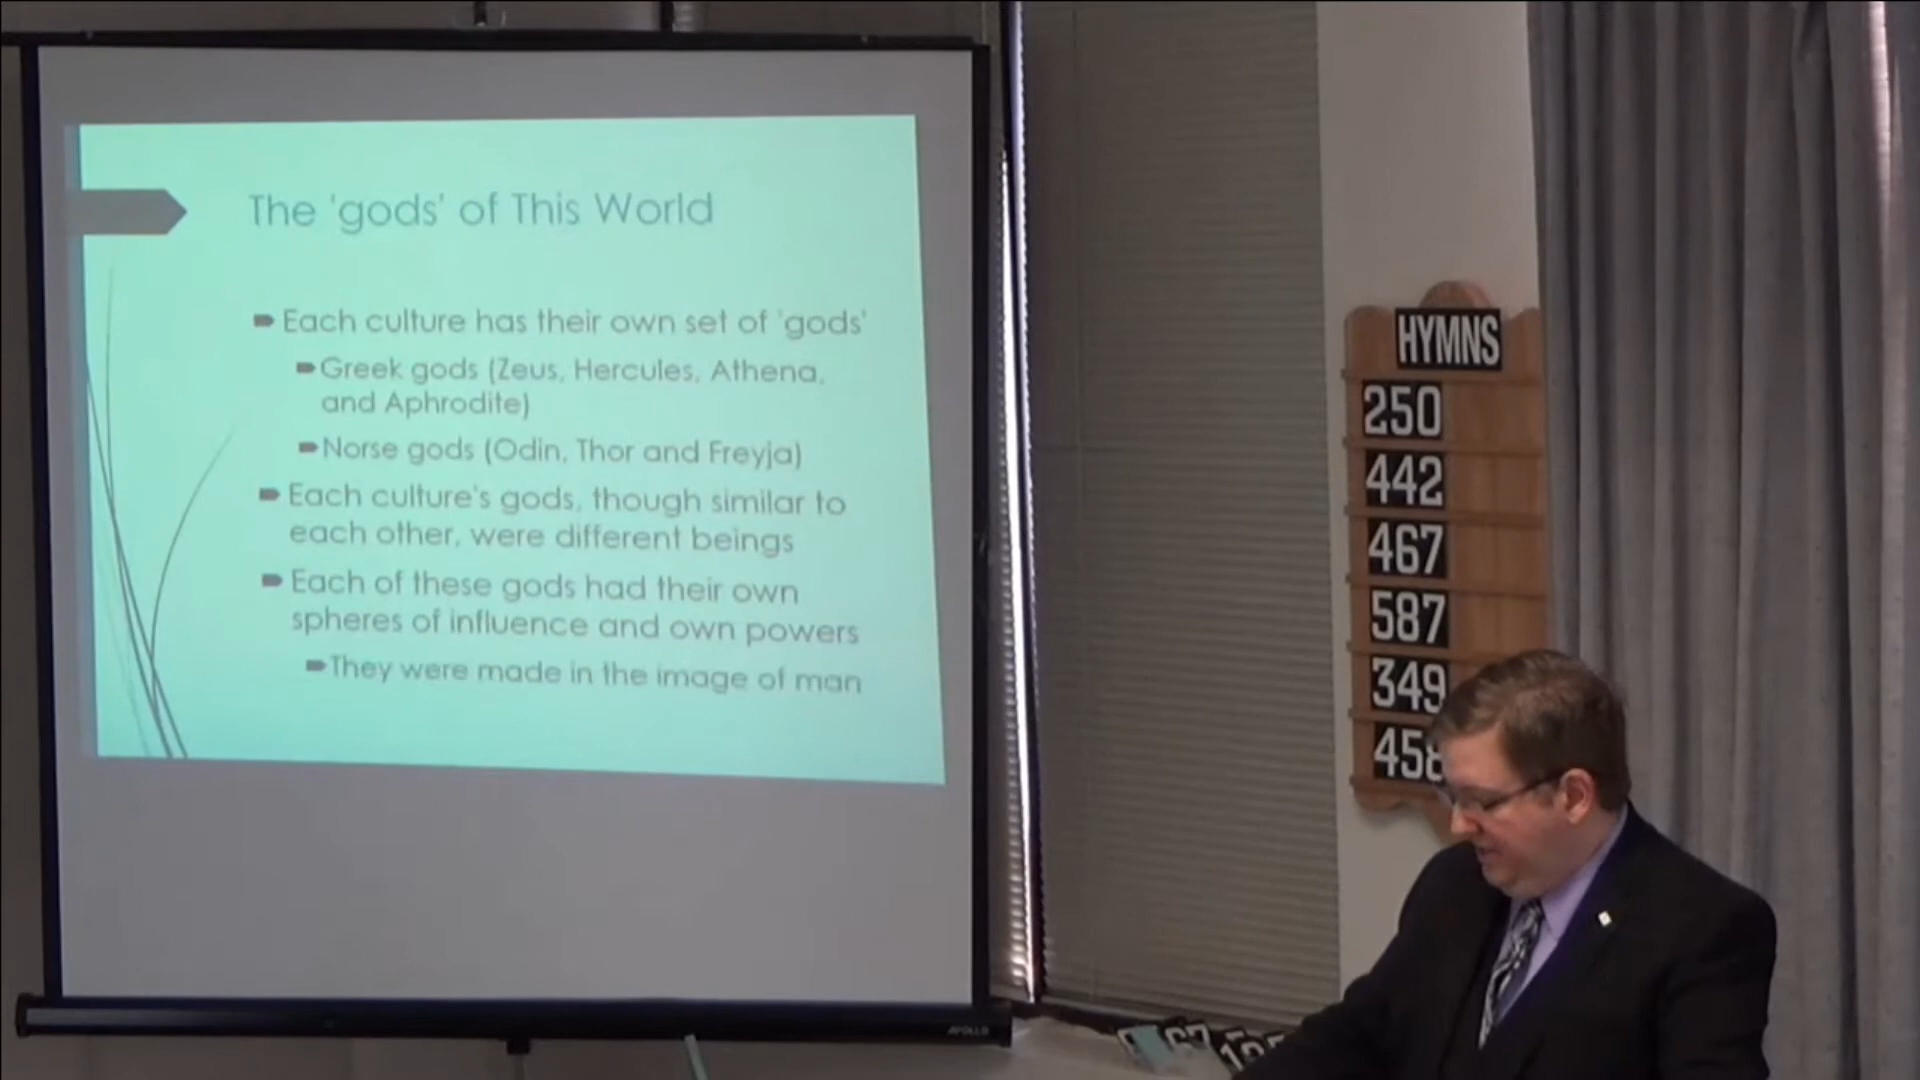 The 'gods' of This World
Each culture has their own set of 'gods'
Greek gods (Zeus, Hercules, Athena,
and Aphrodite)
Norse gods (Odin, Thor and Freyja)
Each culture's gods, though similar to
each other, were different beings
Each of these gods had their own
spheres of influence and own powers
They were made in the image of man
APOLLO
HYMNS
250
442
467
587
349
458
67